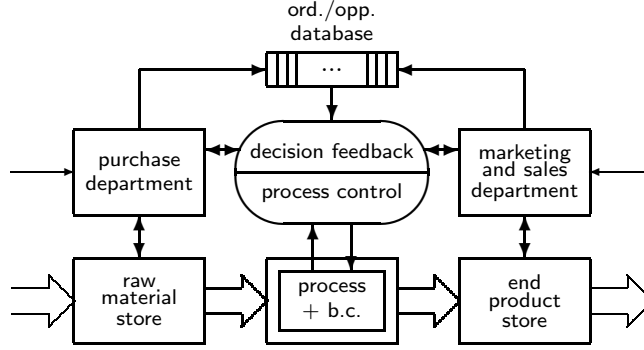 ord./opp.
database
...
purchase
department
decision feedback
process control
marketing
and sales
department
raw
material
store
process
+ b.c.
end
product
store